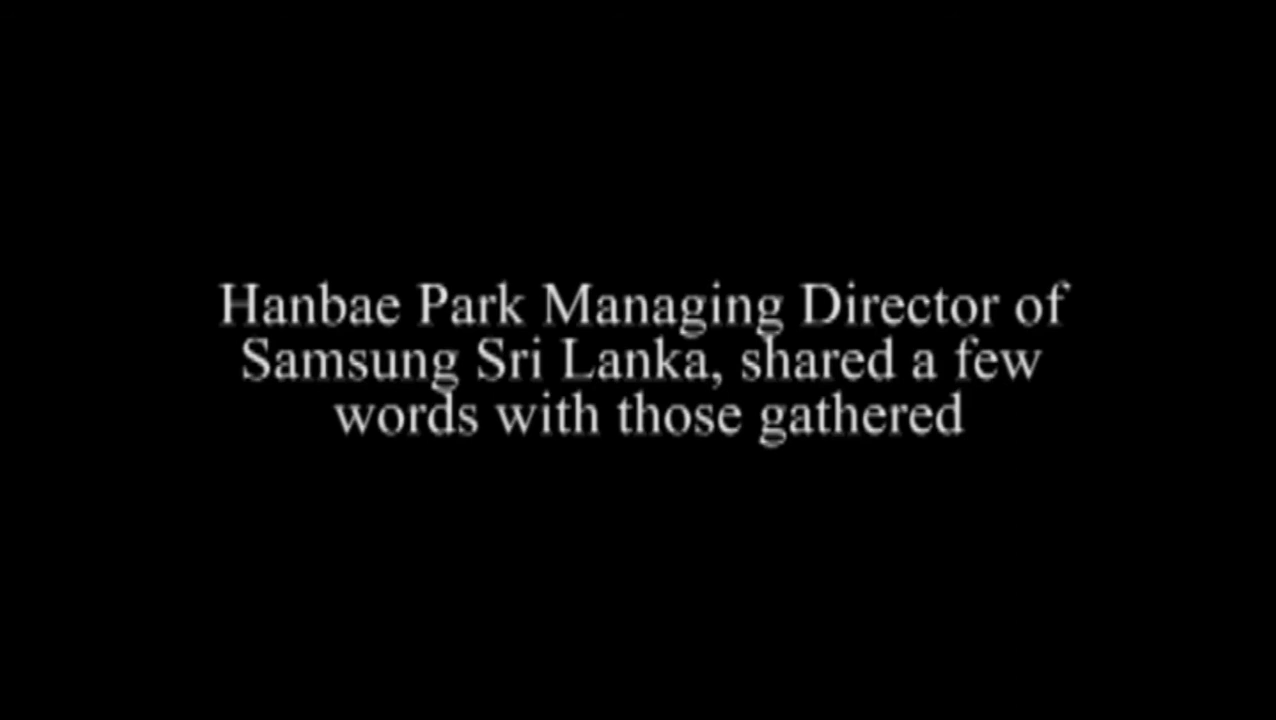 Hanbae Park Managing Director of
Samsung Sri Lanka, shared a few
words with those gathered